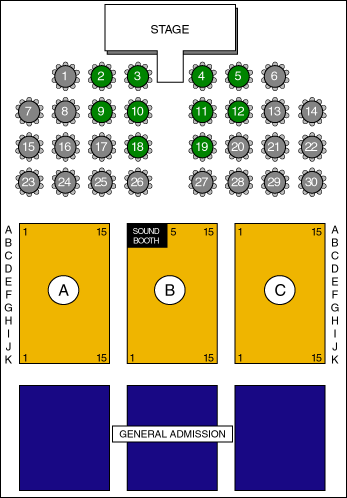 STAGE
1 2 3 4 5 6
7 8 9 10 11 12 13 14
15 16 17 18 19 20 21 22
23 24 25 26 27 28 29 30
A 1 15 SOUND 5 15 1 15 A
BOOTH
B B
C C
D D
E E
F A B C F
G G
H H
I I
J J
K 1 15 1 15 1 15 K
GENERAL ADMISSION